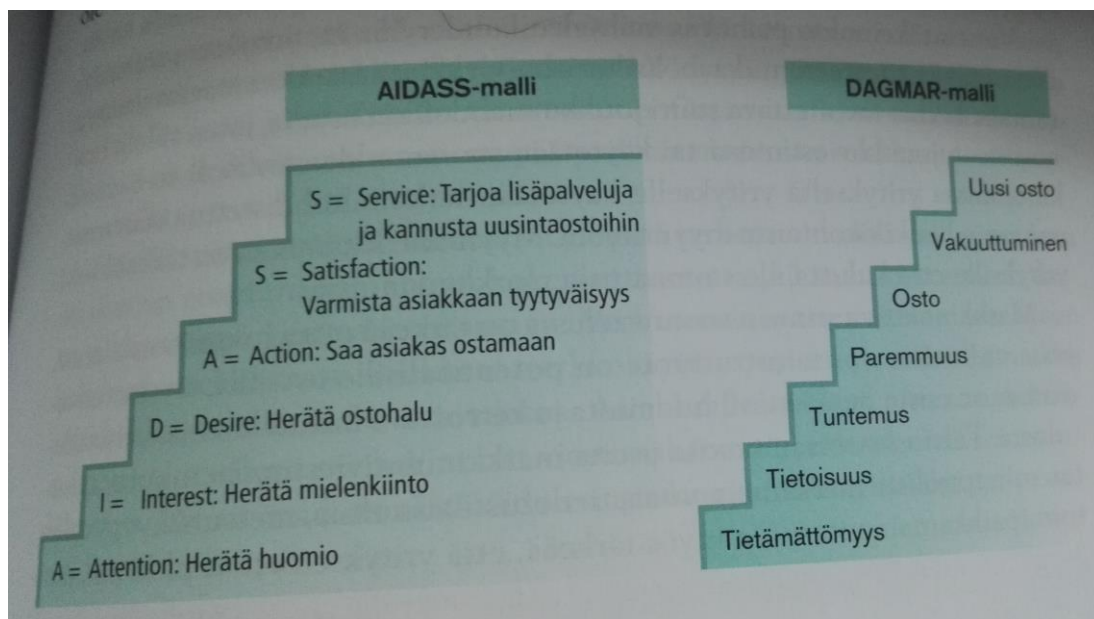 AIDASS-malli
S = Service: Tarjoa lisäpalveluja
ja kannusta uusintaostoihin
S = Satisfaction:
Varmista asiakkaan tyytyväisyys
A = Action: Saa asiakas ostamaan
D = Desire: Herätä ostohalu
I = Interest: Herätä mielenkiinto
A = Attention: Herätä huomio
DAGMAR-malli
Uusi osto
Vakuuttuminen
Osto
Paremmuus
Tuntemus
Tietoisuus
Tietämättömyys